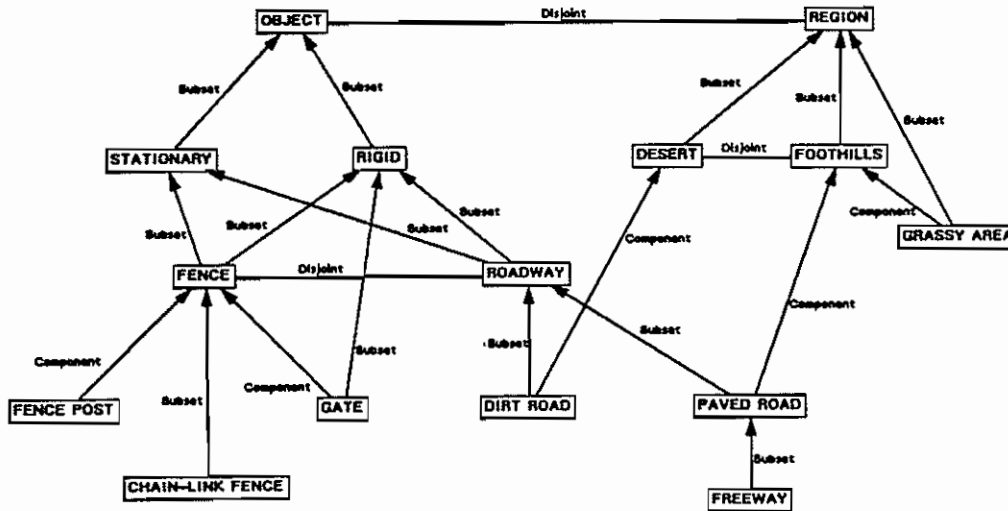 Disjoint
OBJECT
REGION
Subset
Subset
Subset
Subset
Subset
STATIONARY
RIGID
DESERT
Disjoint
FOOTHILLS
Subset
Subset
Subset
Subset
Component
GRASSY AREA
Component
FENCE
Disjoint
ROADWAY
Component
Subset
Component
Subset
Subset
Component
Subset
FENCE POST
GATE
DIRT ROAD
PAVED ROAD
Subset
CHAIN-LINK FENCE
FREEWAY